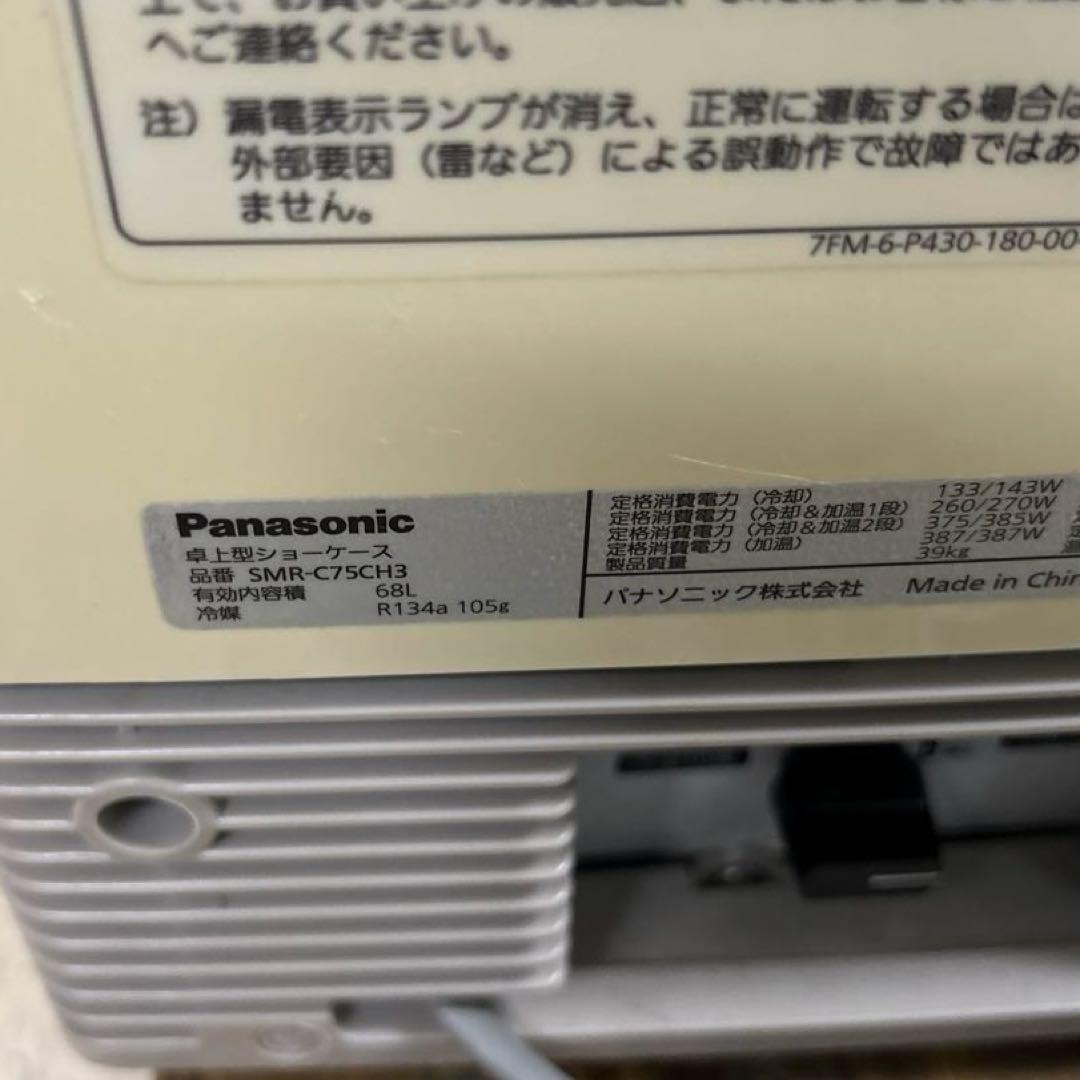 へご連絡ください。
注）漏電表示ランプが消え、正常に運転する場合は
外部要因（雷など）による誤動作で故障ではあ
ません。
7FM-6-P430-180-00-
Panasonic
卓上型ショーケース
品番 SMR-C75CH3
有効内容積 68L
冷媒 R134a 105g
定格消費電力（冷却） 133/143W
定格消費電力（冷却&加温1段） 260/270W
定格消費電力（冷却&加温2段） 375/385W
定格消費電力（加温） 387/387W
製品質量 39kg
パナソニック株式会社 Made in Chin